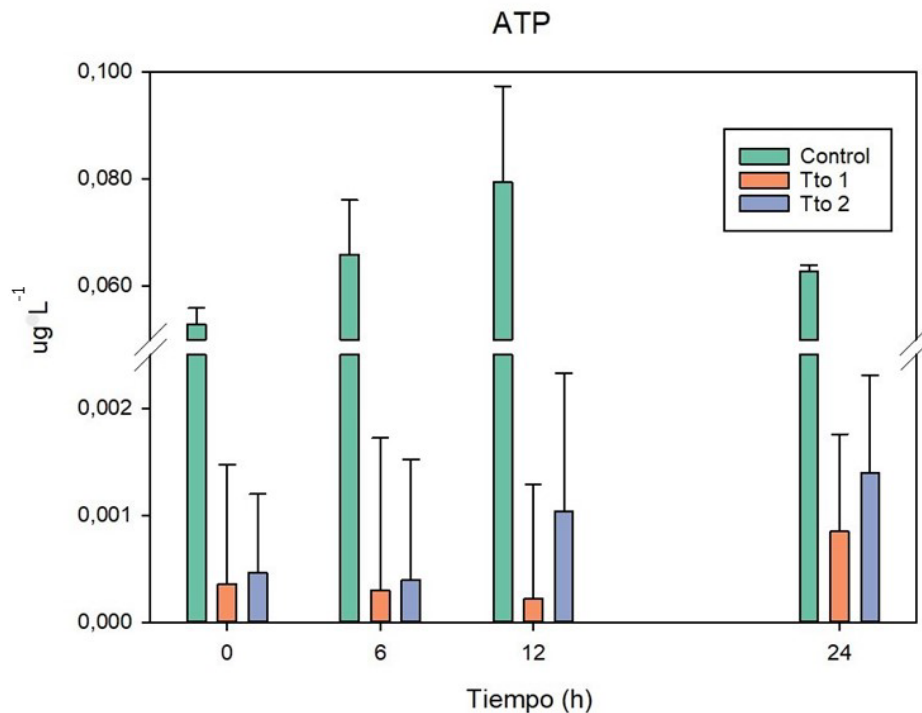 ATP
0,100
0,080
0,060
0,002
0,001
0,000
ug L⁻¹
Control
Tto 1
Tto 2
0 6 12 24
Tiempo (h)